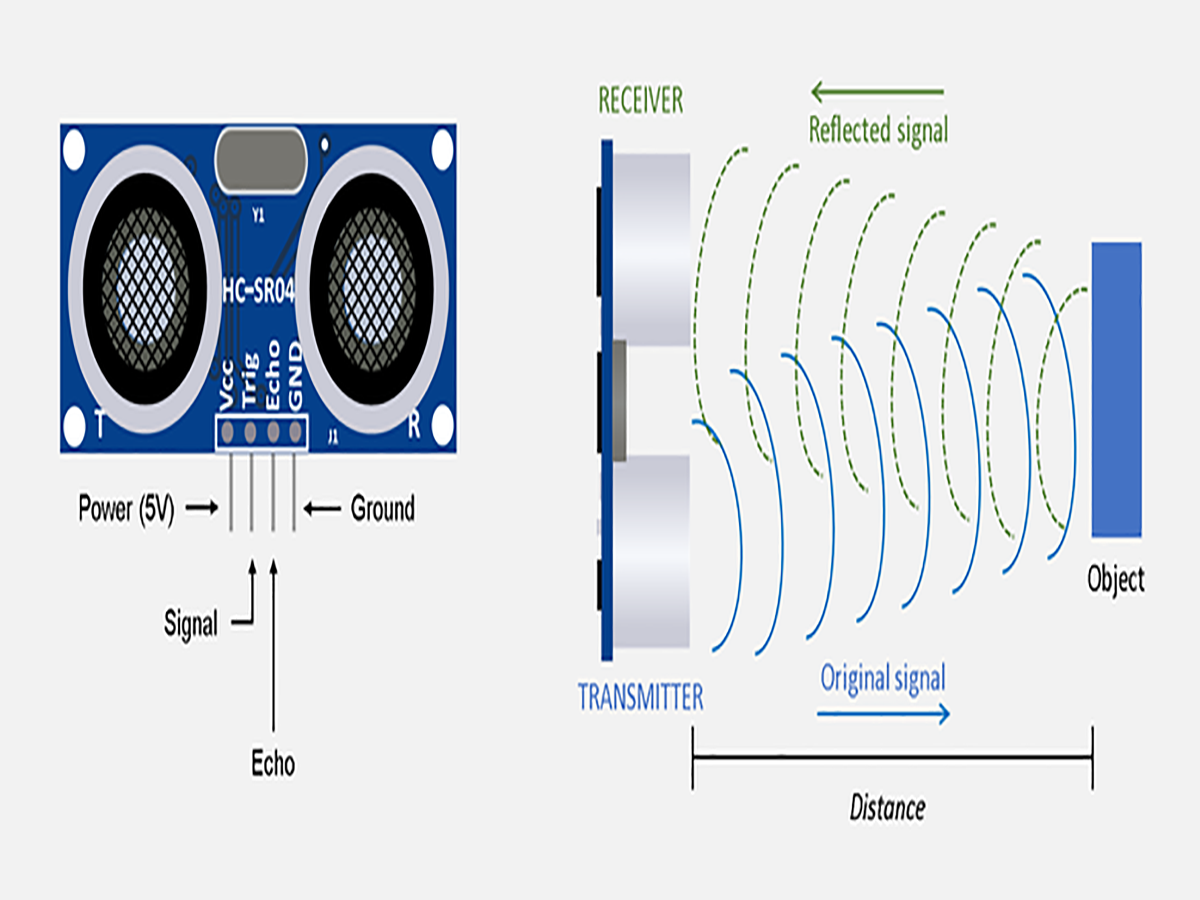 Y1
HC-SR04
Vcc
Trig
Echo
GND
T
J1
R
Power (5V)
Ground
Signal
Echo
RECEIVER
Reflected signal
Object
Original signal
TRANSMITTER
Distance